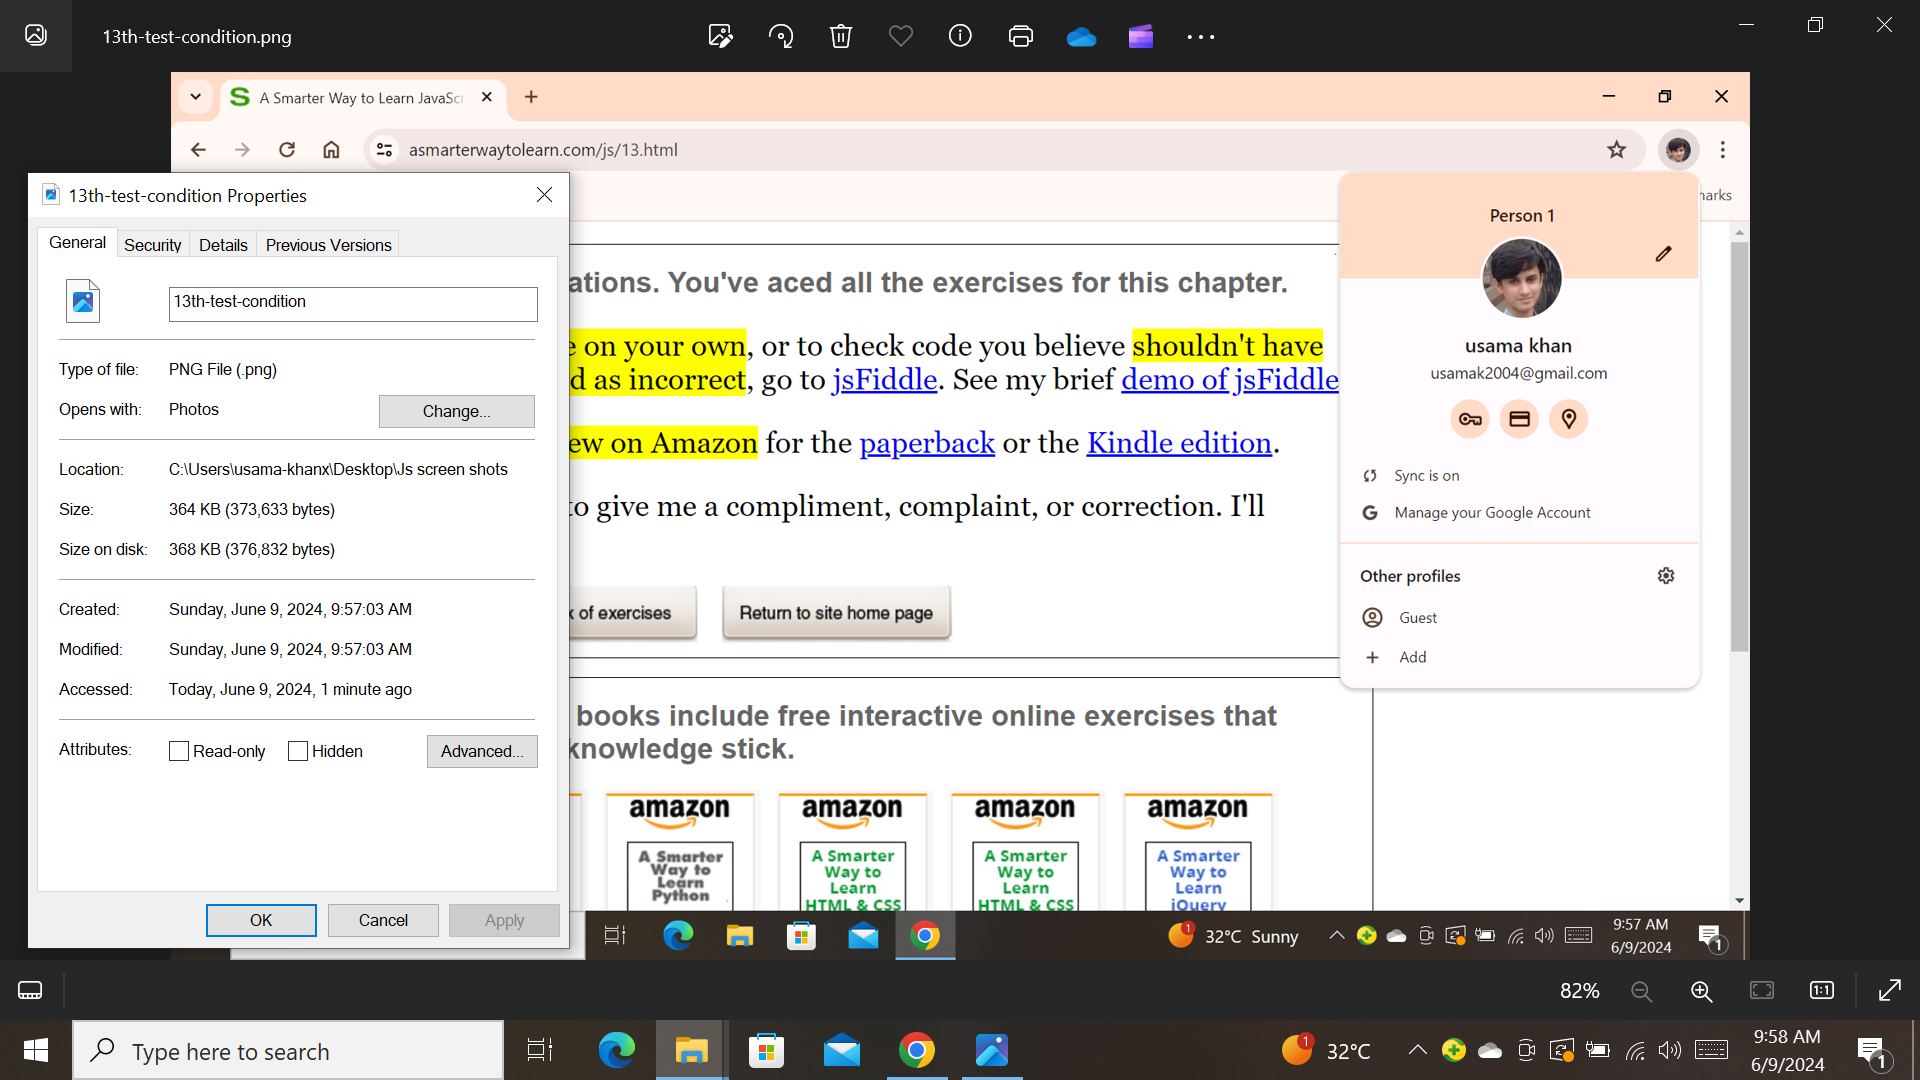 13th-test-condition.png
A Smarter Way to Learn JavaScr
asmarterwaytolearn.com/js/13.html
13th-test-condition Properties
General Security Details Previous Versions
13th-test-condition
Type of file: PNG File (.png)
Opens with: Photos Change...
Location: C:\Users\usama-khanx\Desktop\Js screen shots
Size: 364 KB (373,633 bytes)
Size on disk: 368 KB (376,832 bytes)
Created: Sunday, June 9, 2024, 9:57:03 AM
Modified: Sunday, June 9, 2024, 9:57:03 AM
Accessed: Today, June 9, 2024, 1 minute ago
Attributes: Read-only Hidden Advanced...
OK Cancel Apply
ations. You've aced all the exercises for this chapter.
e on your own, or to check code you believe shouldn't have
d as incorrect, go to jsFiddle. See my brief demo of jsFiddle
ew on Amazon for the paperback or the Kindle edition.
to give me a compliment, complaint, or correction. I'll
of exercises Return to site home page
books include free interactive online exercises that
knowledge stick.
amazon amazon amazon amazon
A Smarter Way to Learn Python
A Smarter Way to Learn HTML & CSS
A Smarter Way to Learn HTML & CSS
A Smarter Way to Learn jQuery
arks
Person 1
usama khan
usamak2004@gmail.com
Sync is on
G Manage your Google Account
Other profiles
Guest
Add
1 32°C Sunny
9:57 AM
6/9/2024
1
82%
1:1
Type here to search
1 32°C
9:58 AM
6/9/2024
1